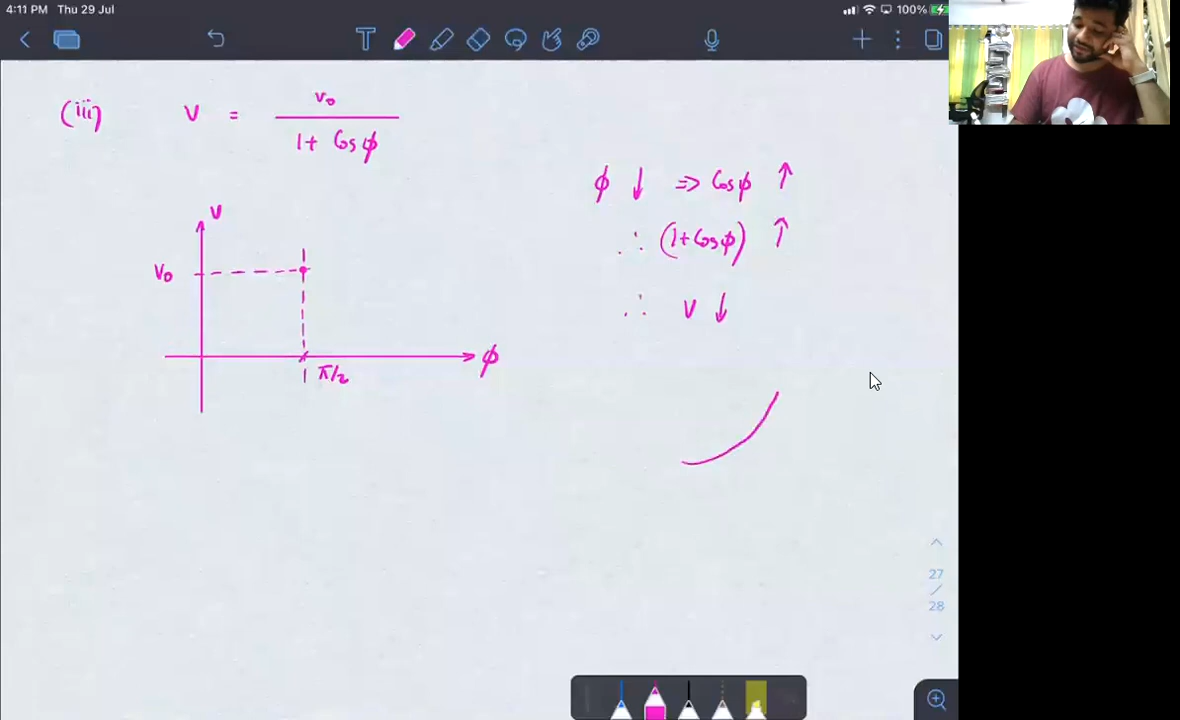 4:11 PM Thu 29 Jul 100%
(iii) v = v₀ / (1 + Cos φ)
φ ↓ ⇒ Cos φ ↑
∴ (1+Cos φ) ↑
∴ v ↓
v
v₀
π/2
φ
27
/
28